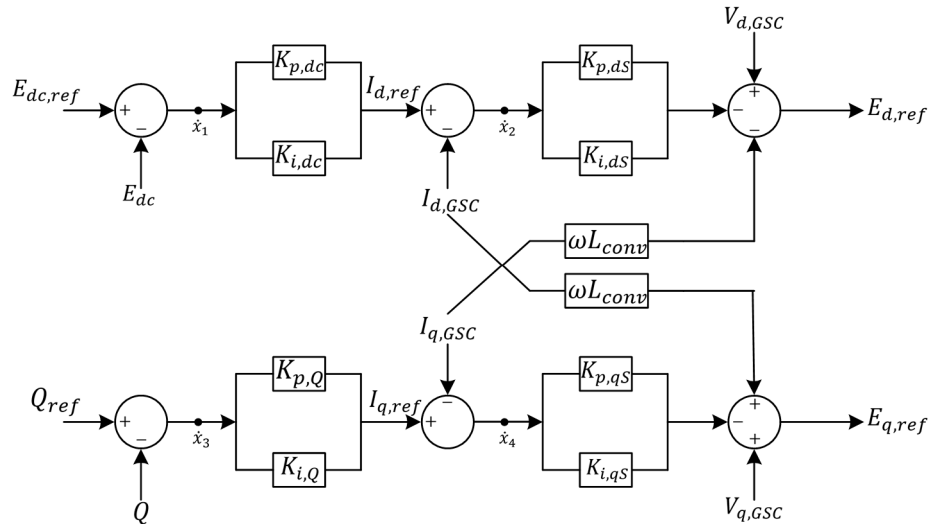 V_{d,GSC}
K_{p,dc}
K_{p,dS}
E_{dc,ref} + − ẋ_1 I_{d,ref} + − ẋ_2 − + − E_{d,ref}
K_{i,dc}
K_{i,dS}
E_{dc}
I_{d,GSC}
ωL_{conv}
ωL_{conv}
I_{q,GSC}
K_{p,Q}
K_{p,qS}
Q_{ref} + − ẋ_3 I_{q,ref} + − ẋ_4 − + + E_{q,ref}
K_{i,Q}
K_{i,qS}
Q
V_{q,GSC}